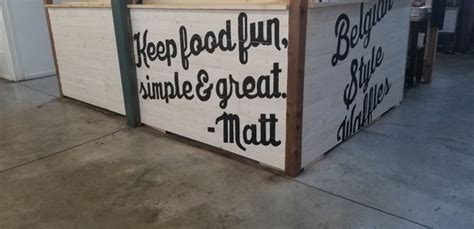 Keep food fun,
simple & great.
-Matt
Belgian
Style
Waffles